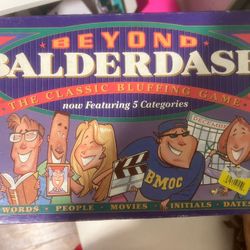 BEYOND
BALDERDASH
THE CLASSIC BLUFFING GAME
now Featuring 5 Categories
BMOC
WORDS · PEOPLE · MOVIES · INITIALS · DATES